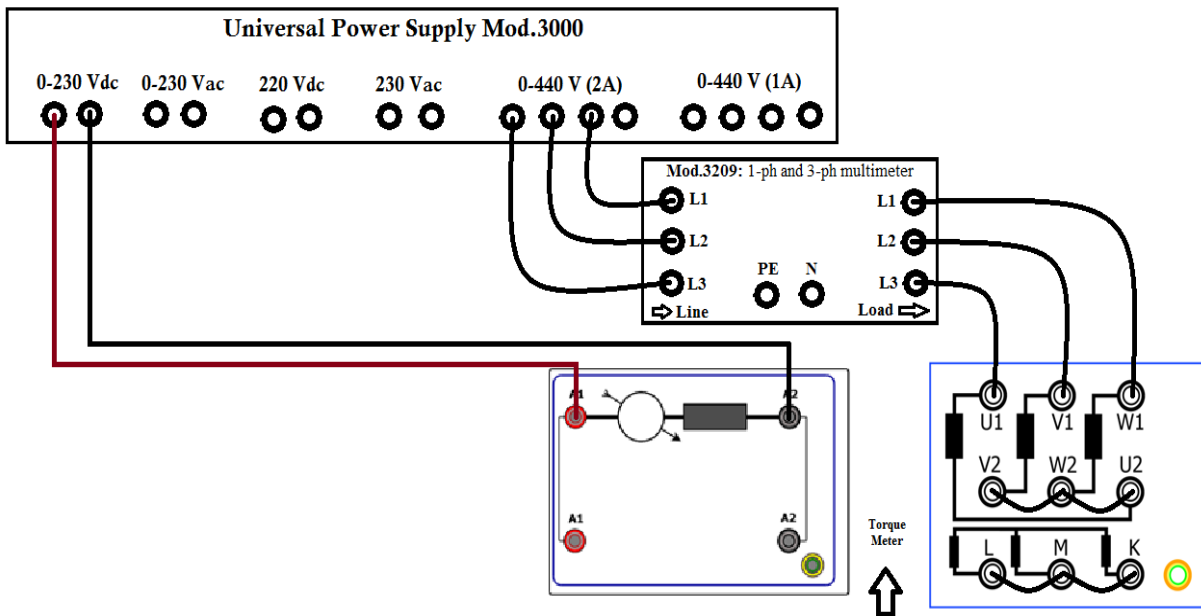 Universal Power Supply Mod.3000
0-230 Vdc 0-230 Vac 220 Vdc 230 Vac 0-440 V (2A) 0-440 V (1A)
Mod.3209: 1-ph and 3-ph multimeter
L1 L1
L2 L2
L3 PE N L3
Line Load
A1 A2
U1 V1 W1
V2 W2 U2
A1 A2
Torque
Meter
L M K